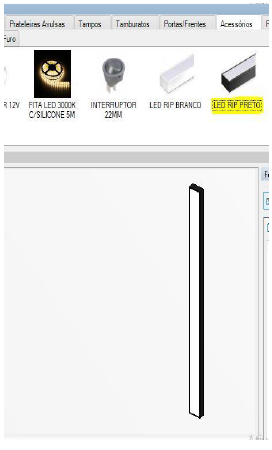 Prateleiras Avulsas Tampos Tamburatos Portas/Frentes Acessórios
Furo
R 12V FITA LED 3000K INTERRUPTOR LED RIP BRANCO LED RIP PRETO
C/SILICONE 5M 22MM